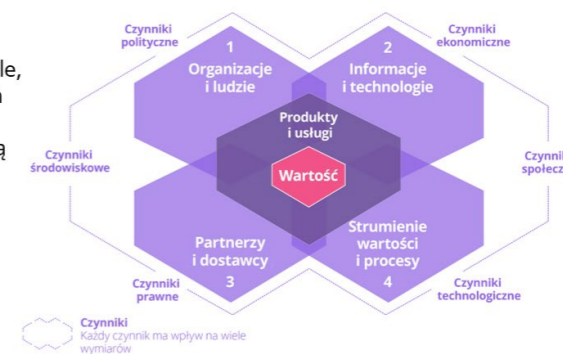 Czynniki
polityczne
Czynniki
ekonomiczne
1
Organizacje
i ludzie
2
Informacje
i technologie
Produkty
i usługi
Wartość
Czynniki
środowiskowe
Partnerzy
i dostawcy
3
Strumienie
wartości
i procesy
4
Czynniki
prawne
Czynniki
technologiczne
Czynniki
Każdy czynnik ma wpływ na wiele
wymiarów